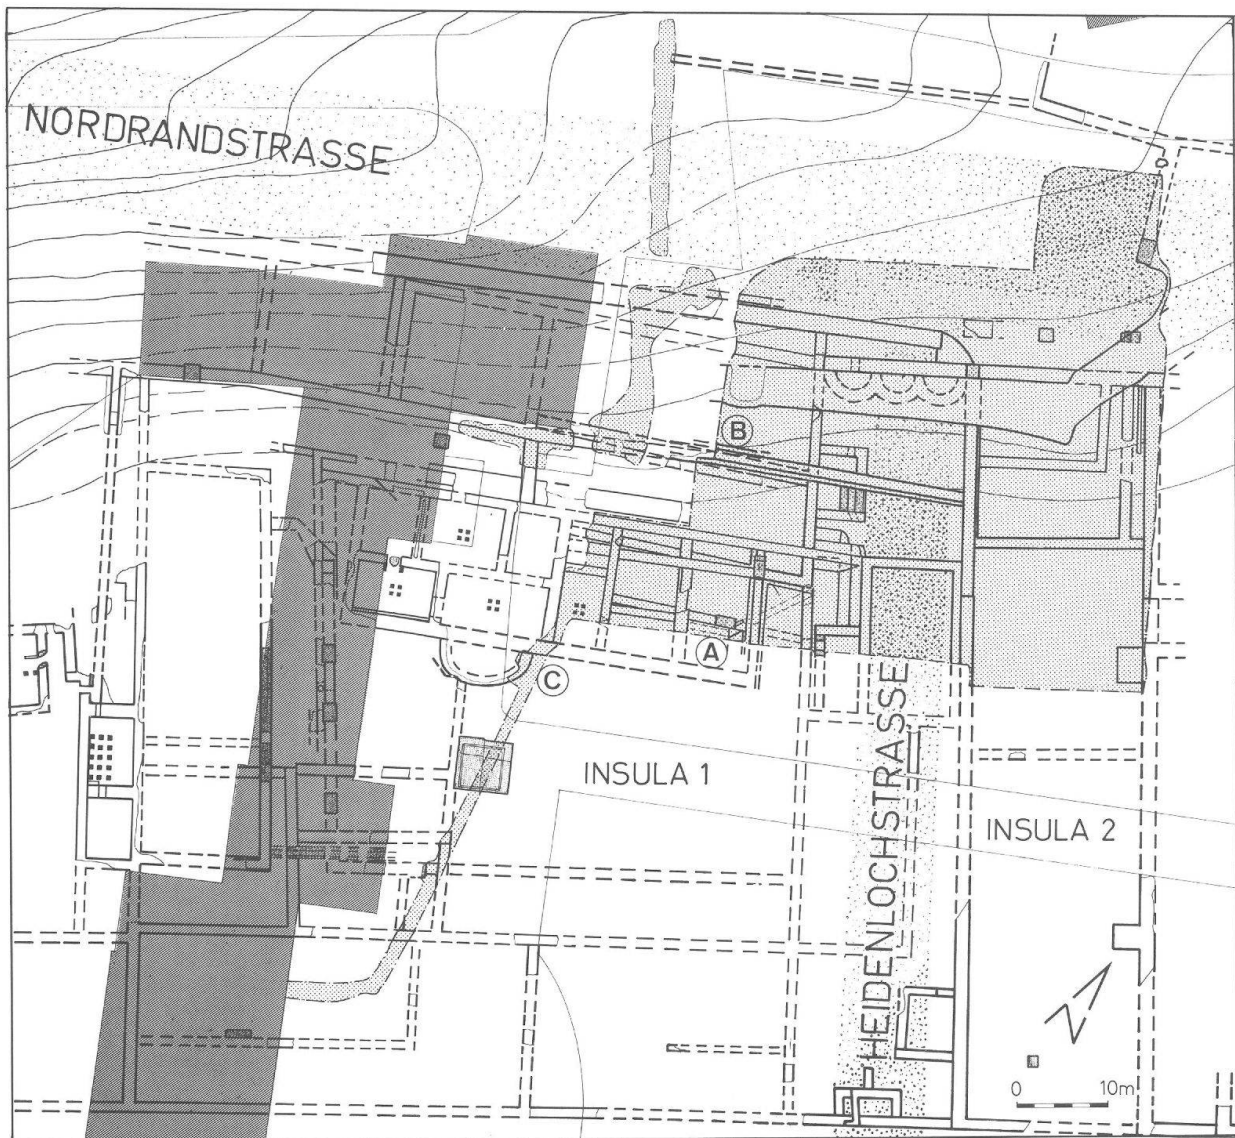 NORDRANDSTRASSE
B
A
C
INSULA 1
HEIDENLOCHSTRASSE
INSULA 2
N
0 10m